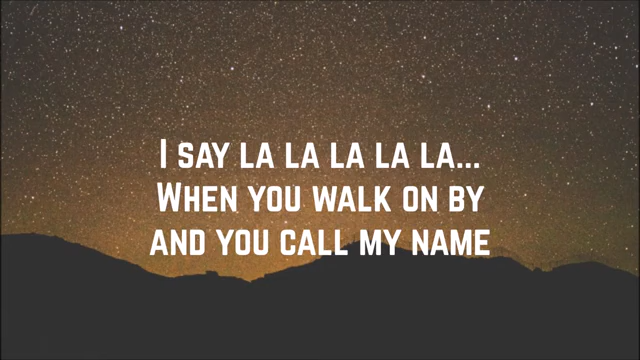 I SAY LA LA LA LA LA...
WHEN YOU WALK ON BY
AND YOU CALL MY NAME